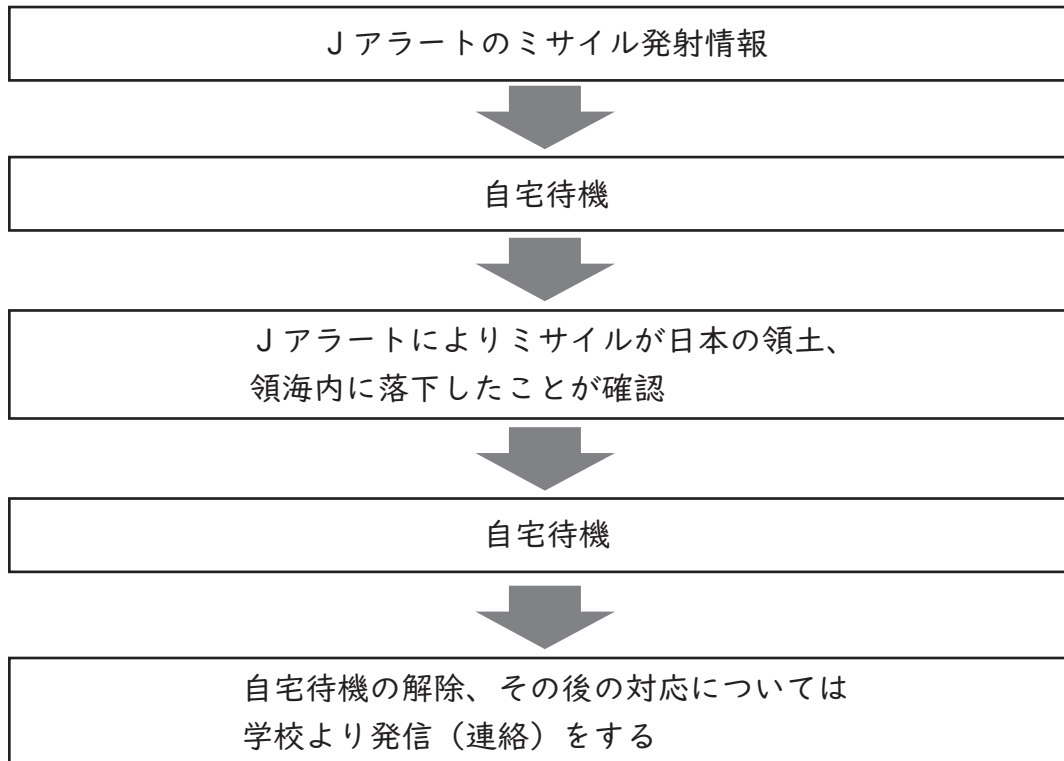 Jアラートのミサイル発射情報
自宅待機
Jアラートによりミサイルが日本の領土、
領海内に落下したことが確認
自宅待機
自宅待機の解除、その後の対応については
学校より発信（連絡）をする